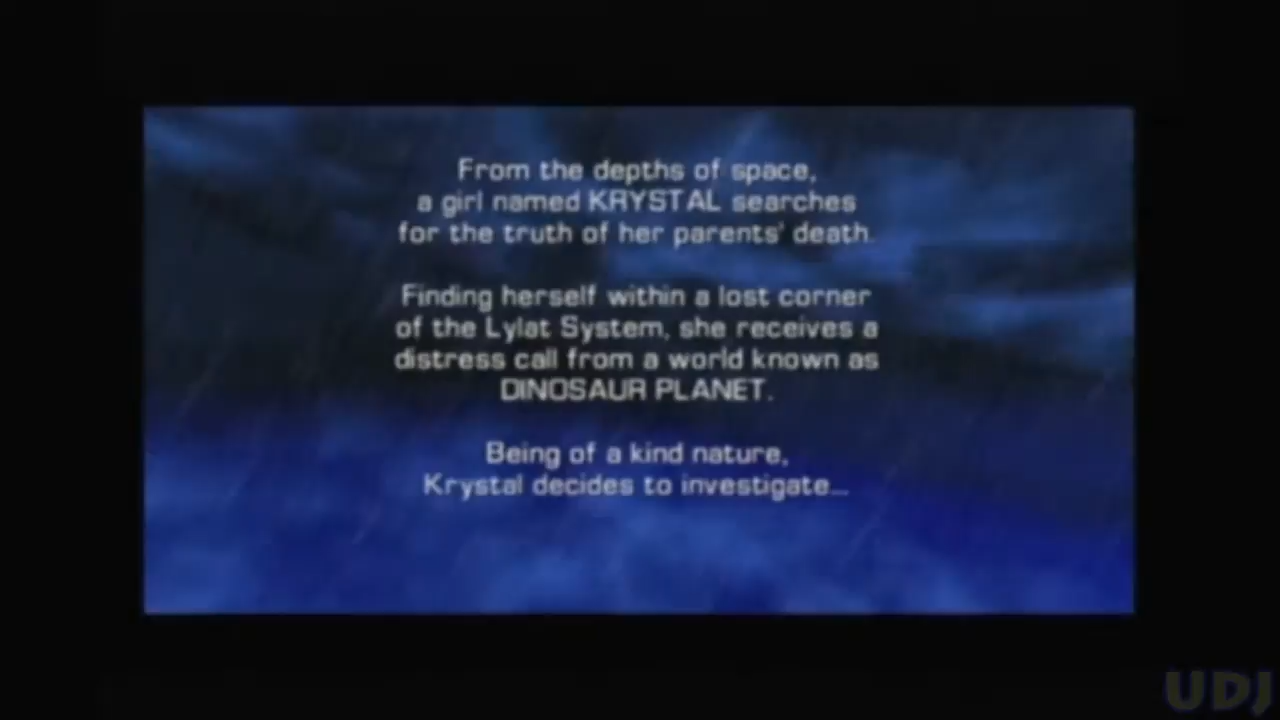 From the depths of space,
a girl named KRYSTAL searches
for the truth of her parents' death.
Finding herself within a lost corner
of the Lylat System, she receives a
distress call from a world known as
DINOSAUR PLANET.
Being of a kind nature,
Krystal decides to investigate...
UDJ